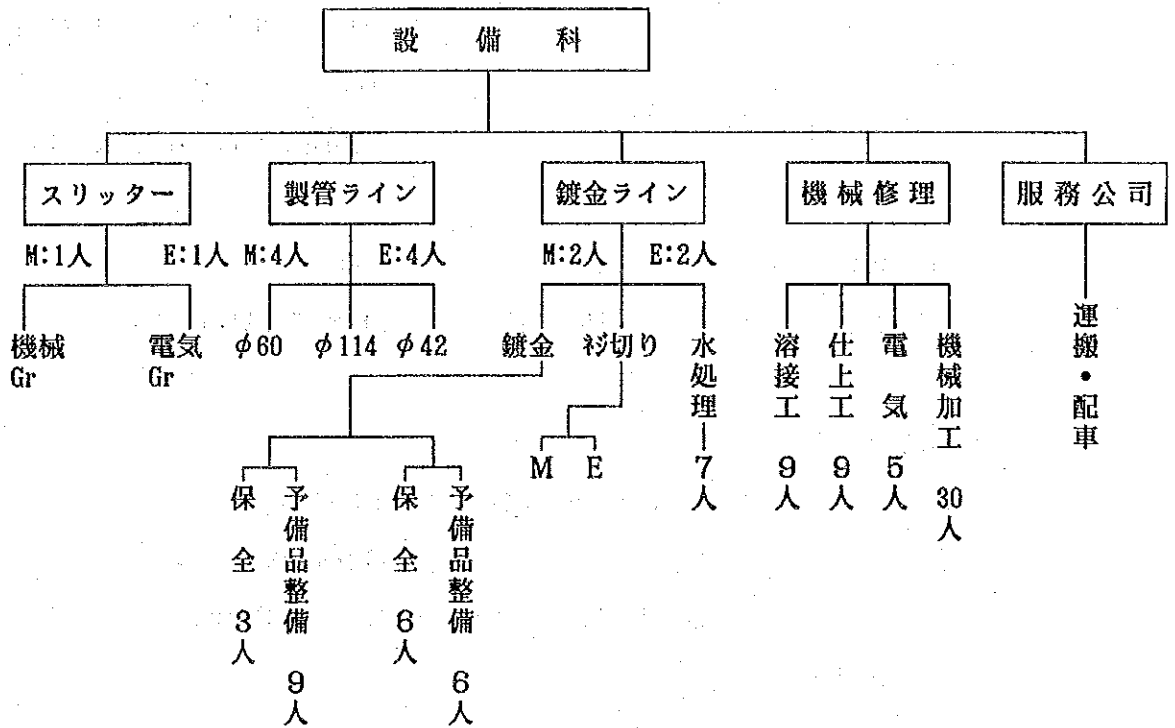 設備科
スリッター
製管ライン
鍍金ライン
機械修理
服務公司
M:1人 E:1人
M:4人 E:4人
M:2人 E:2人
機械Gr
電気Gr
φ60
φ114
φ42
鍍金
ネジ切り
水処理
7人
溶接工 9人
仕上工 9人
電気 5人
機械加工 30人
運搬・配車
M
E
保全 3人
予備品整備 9人
保全 6人
予備品整備 6人